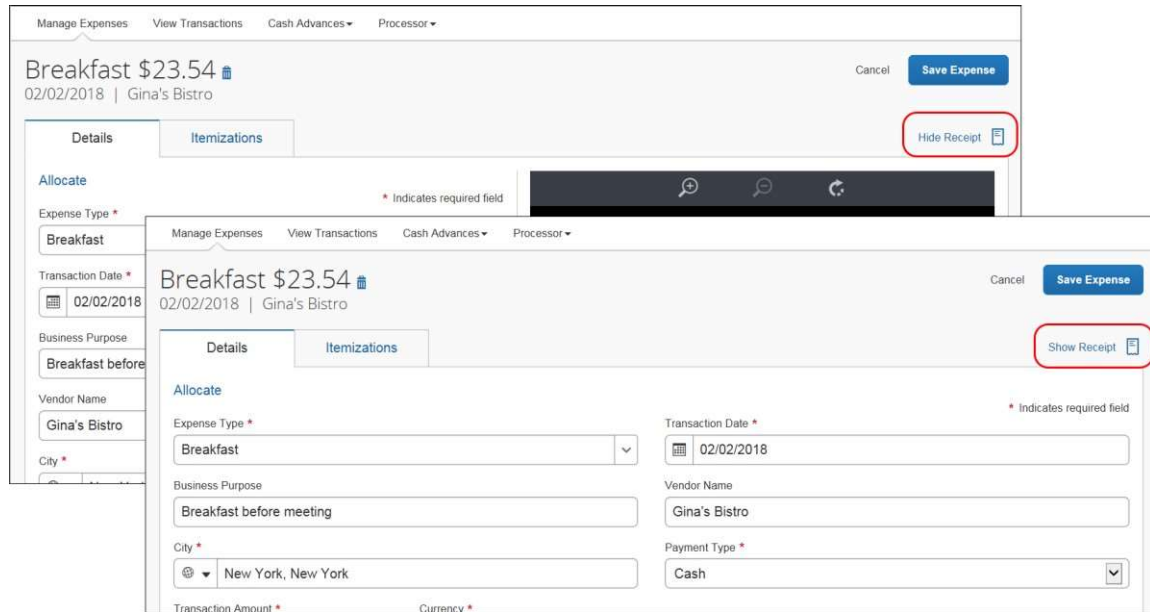 Manage Expenses View Transactions Cash Advances Processor
Breakfast $23.54
Cancel Save Expense
02/02/2018 | Gina's Bistro
Details Itemizations
Hide Receipt
Allocate
* Indicates required field
Expense Type *
Breakfast
Transaction Date *
02/02/2018
Business Purpose
Breakfast before
Vendor Name
Gina's Bistro
City *
Manage Expenses View Transactions Cash Advances Processor
Breakfast $23.54
Cancel Save Expense
02/02/2018 | Gina's Bistro
Details Itemizations
Show Receipt
Allocate
* Indicates required field
Expense Type * Transaction Date *
Breakfast 02/02/2018
Business Purpose Vendor Name
Breakfast before meeting Gina's Bistro
City * Payment Type *
New York, New York Cash
Transaction Amount * Currency *